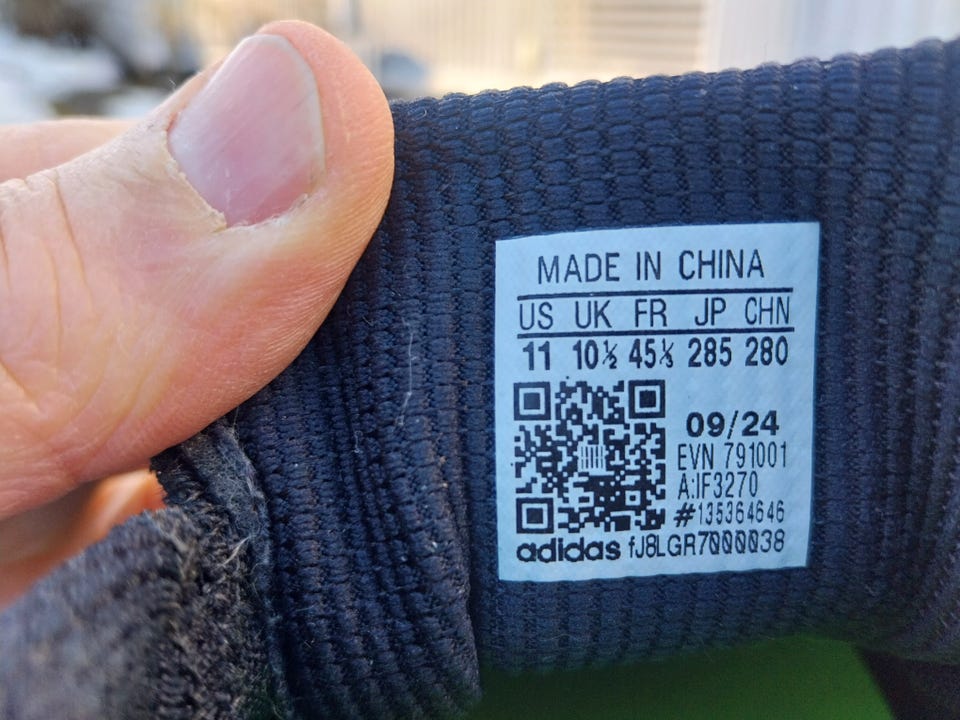 MADE IN CHINA
US UK FR JP CHN
11 10½ 45⅓ 285 280
09/24
EVN 791001
A:IF3270
#135364646
adidas fJ8LGR7000038